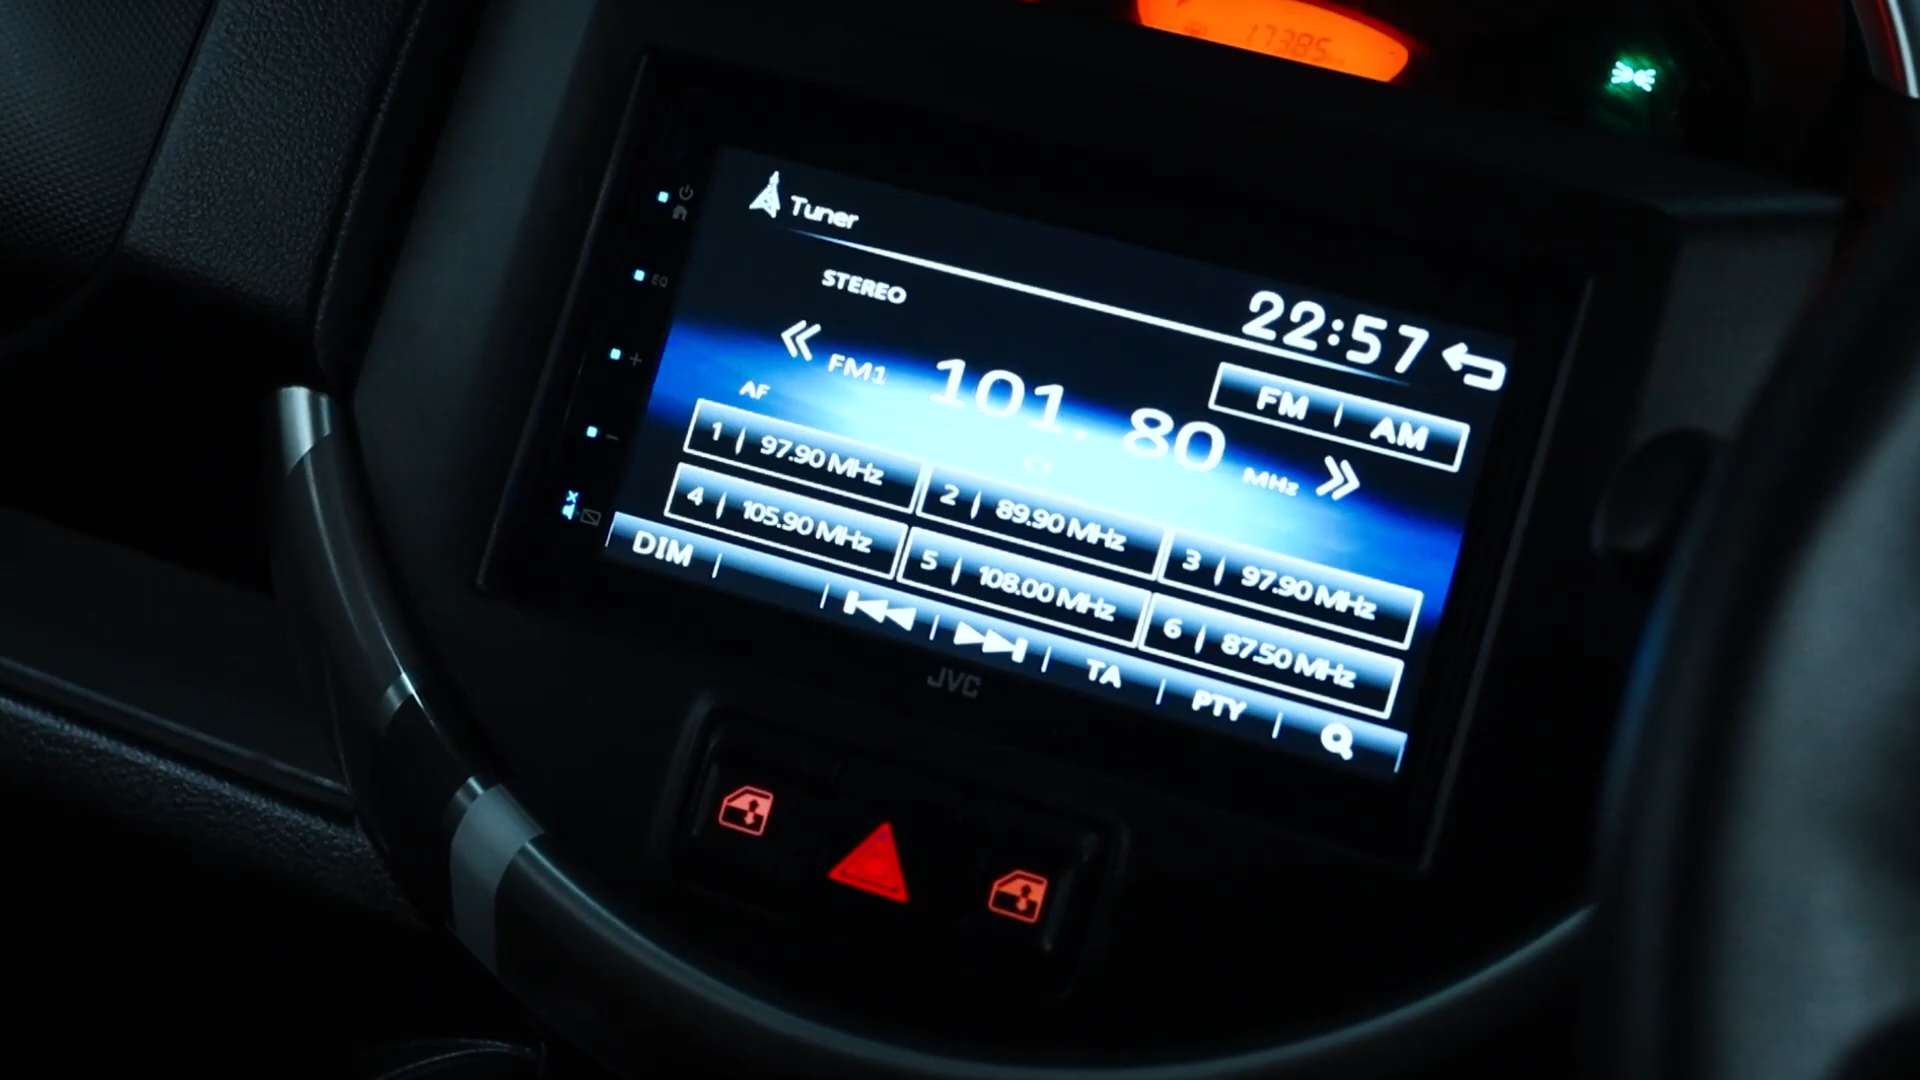 17385
Tuner
STEREO
22:57
FM1 101.80 MHz
FM | AM
AF
1 | 97.90 MHz
2 | 89.90 MHz
3 | 97.90 MHz
4 | 105.90 MHz
5 | 108.00 MHz
6 | 87.50 MHz
DIM
TA
PTY
EQ
+
-
JVC